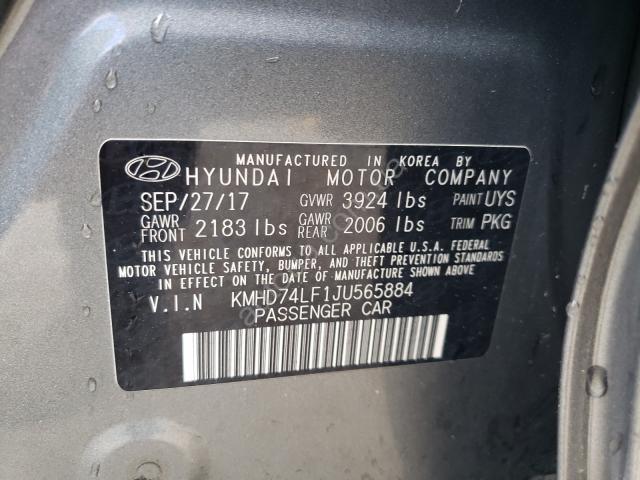 MANUFACTURED IN KOREA BY
HYUNDAI MOTOR COMPANY
SEP/27/17 GVWR 3924 lbs PAINT UYS
GAWR FRONT 2183 lbs GAWR REAR 2006 lbs TRIM PKG
THIS VEHICLE CONFORMS TO ALL APPLICABLE U.S.A. FEDERAL
MOTOR VEHICLE SAFETY, BUMPER, AND THEFT PREVENTION STANDARDS
IN EFFECT ON THE DATE OF MANUFACTURE SHOWN ABOVE.
V.I.N KMHD74LF1JU565884
PASSENGER CAR